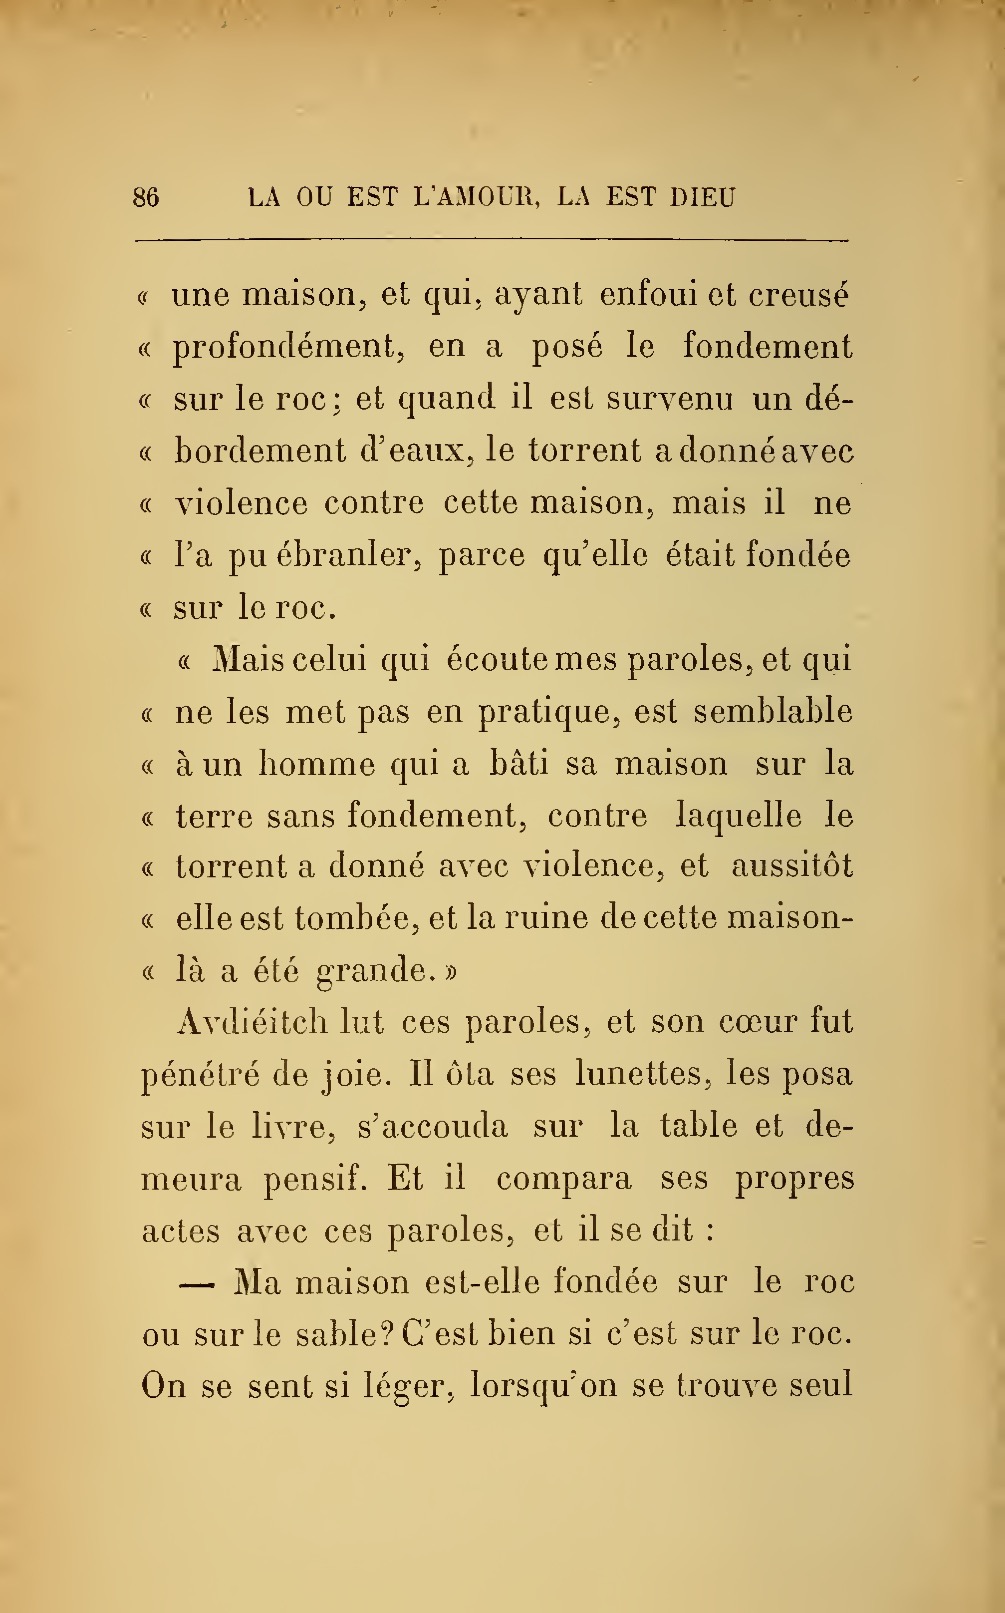 86 LA OU EST L'AMOUR, LA EST DIEU
« une maison, et qui, ayant enfoui et creusé
« profondément, en a posé le fondement
« sur le roc; et quand il est survenu un dé-
« bordement d'eaux, le torrent a donné avec
« violence contre cette maison, mais il ne
« l'a pu ébranler, parce qu'elle était fondée
« sur le roc.
« Mais celui qui écoute mes paroles, et qui
« ne les met pas en pratique, est semblable
« à un homme qui a bâti sa maison sur la
« terre sans fondement, contre laquelle le
« torrent a donné avec violence, et aussitôt
« elle est tombée, et la ruine de cette maison-
« là a été grande. »
Avdiéitch lut ces paroles, et son cœur fut
pénétré de joie. Il ôta ses lunettes, les posa
sur le livre, s'accouda sur la table et de-
meura pensif. Et il compara ses propres
actes avec ces paroles, et il se dit :
— Ma maison est-elle fondée sur le roc
ou sur le sable? C'est bien si c'est sur le roc.
On se sent si léger, lorsqu'on se trouve seul